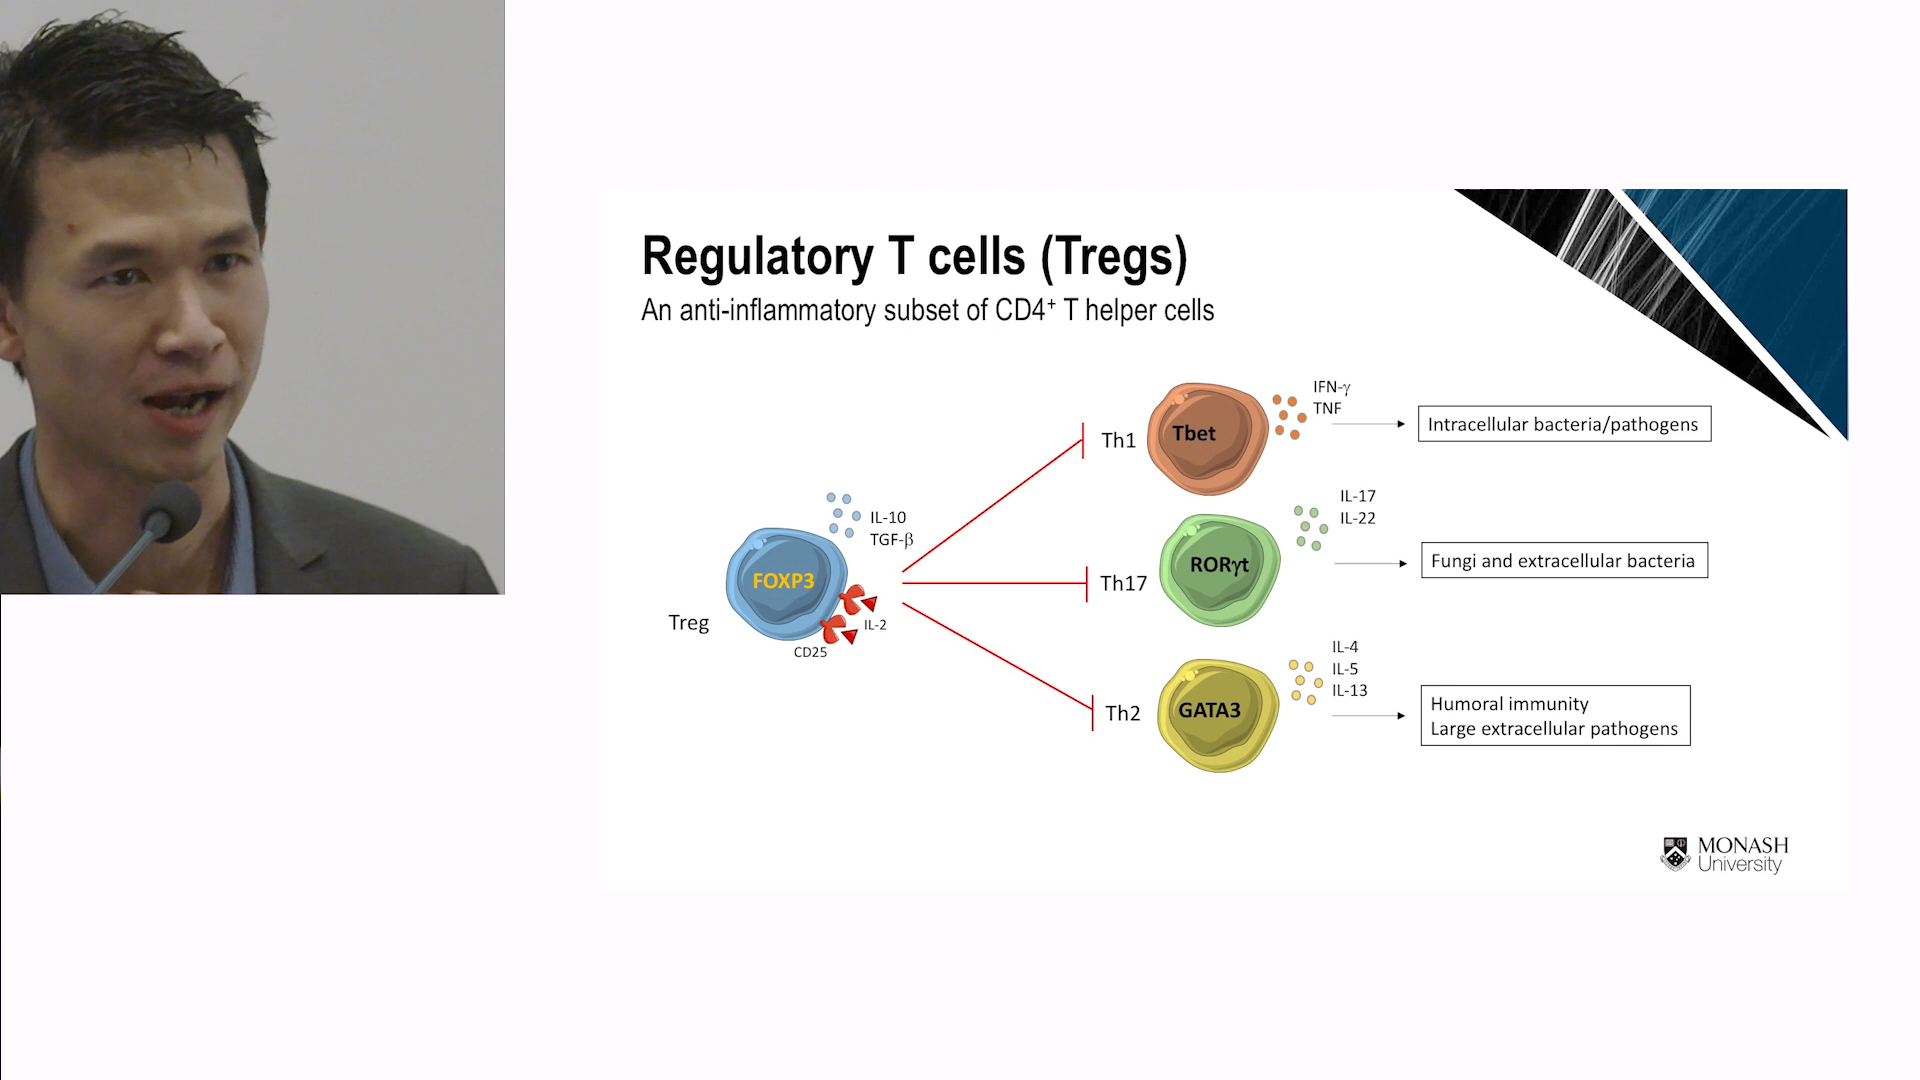 Regulatory T cells (Tregs)
An anti-inflammatory subset of CD4⁺ T helper cells
IL-10
TGF-β
FOXP3
IL-2
CD25
Treg
Th1
Tbet
IFN-γ
TNF
Intracellular bacteria/pathogens
Th17
RORγt
IL-17
IL-22
Fungi and extracellular bacteria
Th2
GATA3
IL-4
IL-5
IL-13
Humoral immunity
Large extracellular pathogens
MONASH
University